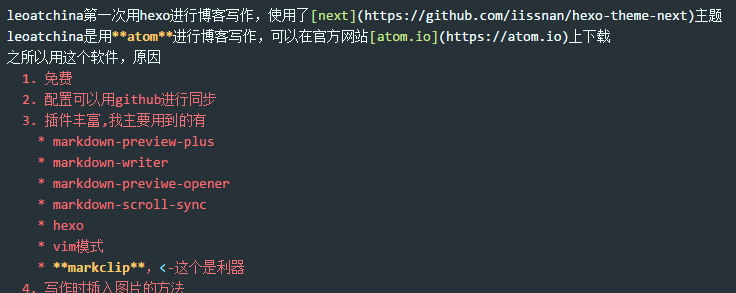 leoatchina第一次用hexo进行博客写作，使用了[next](https://github.com/iissnan/hexo-theme-next)主题
leoatchina是用**atom**进行博客写作，可以在官方网站[atom.io](https://atom.io)上下载
之所以用这个软件，原因
1. 免费
2. 配置可以用github进行同步
3. 插件丰富,我主要用到的有
* markdown-preview-plus
* markdown-writer
* markdown-previwe-opener
* markdown-scroll-sync
* hexo
* vim模式
* **markclip**，<-这个是利器
4. 写作时插入图片的方法